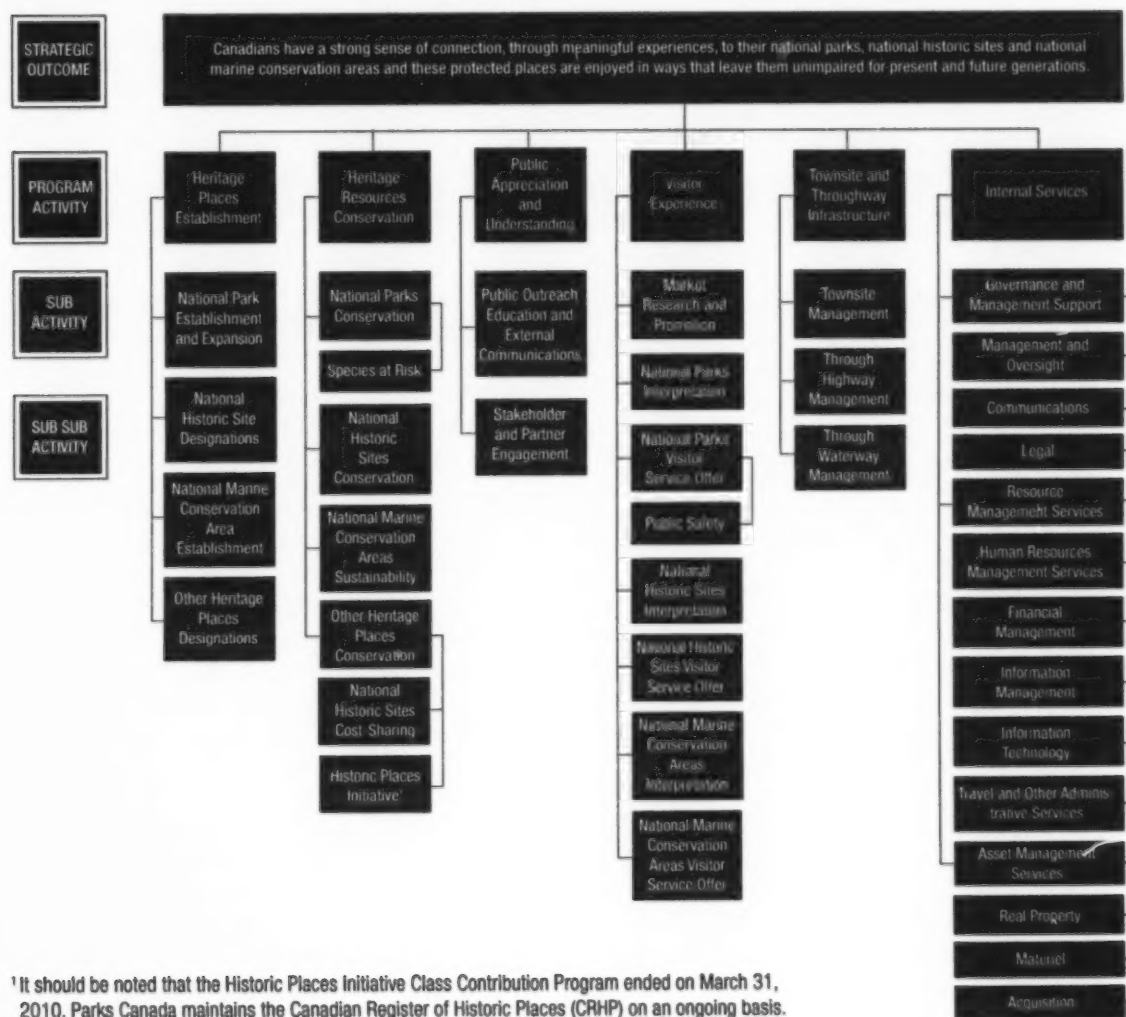 STRATEGIC
OUTCOME
Canadians have a strong sense of connection, through meaningful experiences, to their national parks, national historic sites and national
marine conservation areas and these protected places are enjoyed in ways that leave them unimpaired for present and future generations.
PROGRAM
ACTIVITY
SUB
ACTIVITY
SUB SUB
ACTIVITY
Heritage
Places
Establishment
National Park
Establishment
and Expansion
National
Historic Site
Designations
National Marine
Conservation
Area
Establishment
Other Heritage
Places
Designations
Heritage
Resources
Conservation
National Parks
Conservation
Species at Risk
National
Historic
Sites
Conservation
National Marine
Conservation
Areas
Sustainability
Other Heritage
Places
Conservation
National
Historic Sites
Cost Sharing
Historic Places
Initiative¹
Public
Appreciation
and
Understanding
Public Outreach
Education and
External
Communications
Stakeholder
and Partner
Engagement
Visitor
Experience
Market
Research and
Promotion
National Parks
Interpretation
National Parks
Visitor
Service Offer
Public Safety
National
Historic Sites
Interpretation
National Historic
Sites Visitor
Service Offer
National Marine
Conservation
Areas
Interpretation
National Marine
Conservation
Areas Visitor
Service Offer
Townsite and
Throughway
Infrastructure
Townsite
Management
Through
Highway
Management
Through
Waterway
Management
Internal Services
Governance and
Management Support
Management and
Oversight
Communications
Legal
Resource
Management Services
Human Resources
Management Services
Financial
Management
Information
Management
Information
Technology
Travel and Other Adminis-
trative Services
Asset Management
Services
Real Property
Materiel
Acquisition
¹ It should be noted that the Historic Places Initiative Class Contribution Program ended on March 31,
2010. Parks Canada maintains the Canadian Register of Historic Places (CRHP) on an ongoing basis.